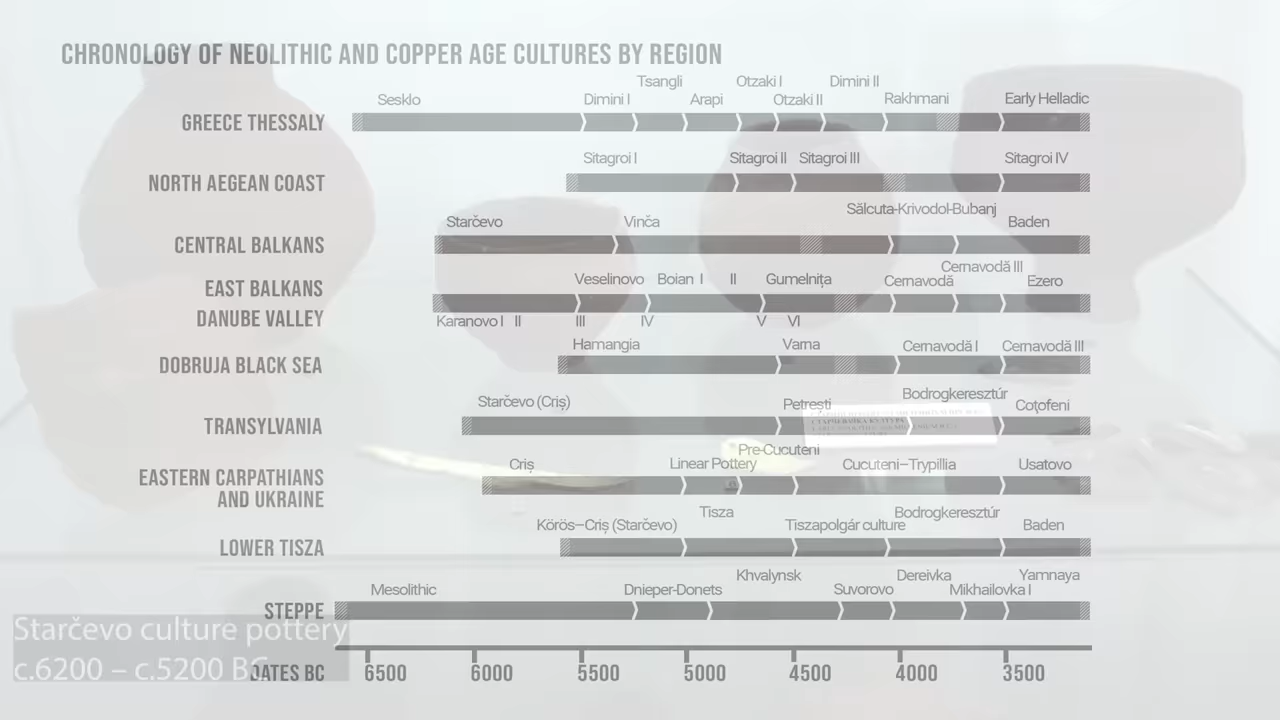 CHRONOLOGY OF NEOLITHIC AND COPPER AGE CULTURES BY REGION
Tsangli Otzaki I Dimini II
Sesklo Dimini I Arapi Otzaki II Rakhmani Early Helladic
GREECE THESSALY
Sitagroi I Sitagroi II Sitagroi III Sitagroi IV
NORTH AEGEAN COAST
Sălcuta-Krivodol-Bubanj
Starčevo Vinča Baden
CENTRAL BALKANS
Cernavodă III
Veselinovo Boian I II Gumelnița Cernavodă Ezero
EAST BALKANS
DANUBE VALLEY
Karanovo I II III IV V VI
Hamangia Varna Cernavodă I Cernavodă III
DOBRUJA BLACK SEA
Bodrogkeresztúr
Starčevo (Criș) Petrești Coțofeni
TRANSYLVANIA
Pre-Cucuteni
Criș Linear Pottery Cucuteni–Trypillia Usatovo
EASTERN CARPATHIANS
AND UKRAINE
Tisza Bodrogkeresztúr
Körös–Criș (Starčevo) Tiszapolgár culture Baden
LOWER TISZA
Khvalynsk Dereivka Yamnaya
Mesolithic Dnieper-Donets Suvorovo Mikhailovka I
STEPPE
Starčevo culture pottery
c.6200 – c.5200 BC
DATES BC 6500 6000 5500 5000 4500 4000 3500